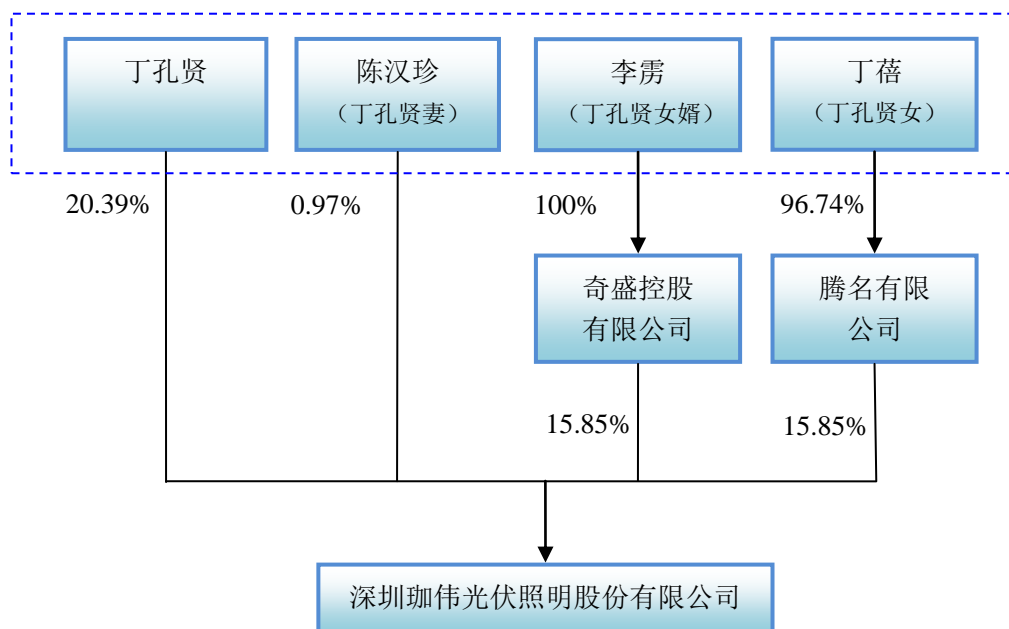 丁孔贤
陈汉珍
（丁孔贤妻）
李雳
（丁孔贤女婿）
丁蓓
（丁孔贤女）
20.39%
0.97%
100%
96.74%
奇盛控股
有限公司
腾名有限
公司
15.85%
15.85%
深圳珈伟光伏照明股份有限公司